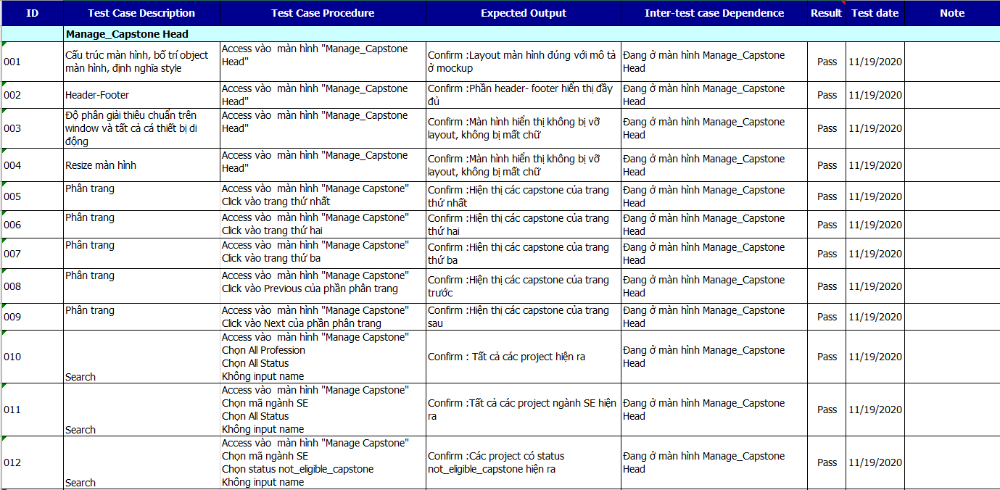 ID Test Case Description Test Case Procedure Expected Output Inter-test case Dependence Result Test date Note
Manage_Capstone Head
001
Cấu trúc màn hình, bố trí object
màn hình, định nghĩa style
Access vào màn hình "Manage_Capstone
Head"
Confirm :Layout màn hình đúng với mô tả
ở mockup
Đang ở màn hình Manage_Capstone
Head
Pass
11/19/2020
002
Header-Footer
Access vào màn hình "Manage_Capstone
Head"
Confirm :Phần header- footer hiển thị đầy
đủ
Đang ở màn hình Manage_Capstone
Head
Pass
11/19/2020
003
Độ phân giải thiêu chuẩn trên
window và tất cả cá thiết bị di
động
Access vào màn hình "Manage_Capstone
Head"
Confirm :Màn hình hiển thị không bị vỡ
layout, không bị mất chữ
Đang ở màn hình Manage_Capstone
Head
Pass
11/19/2020
004
Resize màn hình
Access vào màn hình "Manage_Capstone
Head"
Confirm :Màn hình hiển thị không bị vỡ
layout, không bị mất chữ
Đang ở màn hình Manage_Capstone
Head
Pass
11/19/2020
005
Phân trang
Access vào màn hình "Manage Capstone"
Click vào trang thứ nhất
Confirm :Hiện thị các capstone của trang
thứ nhất
Đang ở màn hình Manage_Capstone
Head
Pass
11/19/2020
006
Phân trang
Access vào màn hình "Manage Capstone"
Click vào trang thứ hai
Confirm :Hiện thị các capstone của trang
thứ hai
Đang ở màn hình Manage_Capstone
Head
Pass
11/19/2020
007
Phân trang
Access vào màn hình "Manage Capstone"
Click vào trang thứ ba
Confirm :Hiện thị các capstone của trang
thứ ba
Đang ở màn hình Manage_Capstone
Head
Pass
11/19/2020
008
Phân trang
Access vào màn hình "Manage Capstone"
Click vào Previous của phần phân trang
Confirm :Hiện thị các capstone của trang
trước
Đang ở màn hình Manage_Capstone
Head
Pass
11/19/2020
009
Phân trang
Access vào màn hình "Manage Capstone"
Click vào Next của phần phân trang
Confirm :Hiện thị các capstone của trang
sau
Đang ở màn hình Manage_Capstone
Head
Pass
11/19/2020
010
Search
Access vào màn hình "Manage Capstone"
Chọn All Profession
Chọn All Status
Không input name
Confirm : Tất cả các project hiện ra
Đang ở màn hình Manage_Capstone
Head
Pass
11/19/2020
011
Search
Access vào màn hình "Manage Capstone"
Chọn mã ngành SE
Chọn All Status
Không input name
Confirm :Tất cả các project ngành SE hiện
ra
Đang ở màn hình Manage_Capstone
Head
Pass
11/19/2020
012
Search
Access vào màn hình "Manage Capstone"
Chọn mã ngành SE
Chọn status not_eligible_capstone
Không input name
Confirm :Các project có status
not_eligible_capstone hiện ra
Đang ở màn hình Manage_Capstone
Head
Pass
11/19/2020